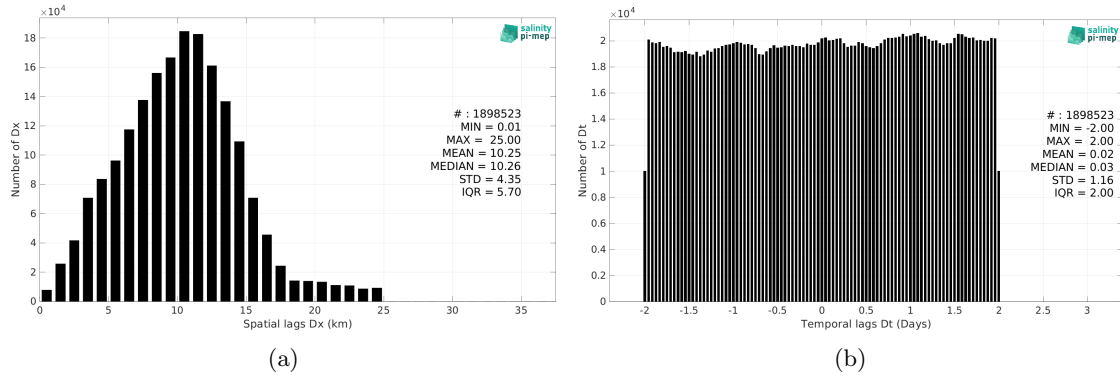 ×10⁴
18
16
14
12
10
8
6
4
2
0
Number of Dx
0 5 10 15 20 25 30 35
Spatial lags Dx (km)
salinity
pi-mep
# : 1898523
MIN = 0.01
MAX = 25.00
MEAN = 10.25
MEDIAN = 10.26
STD = 4.35
IQR = 5.70
(a)
×10⁴
2
1.8
1.6
1.4
1.2
1
0.8
0.6
0.4
0.2
0
Number of Dt
-2 -1.5 -1 -0.5 0 0.5 1 1.5 2 2.5 3
Temporal lags Dt (Days)
salinity
pi-mep
# : 1898523
MIN = -2.00
MAX = 2.00
MEAN = 0.02
MEDIAN = 0.03
STD = 1.16
IQR = 2.00
(b)